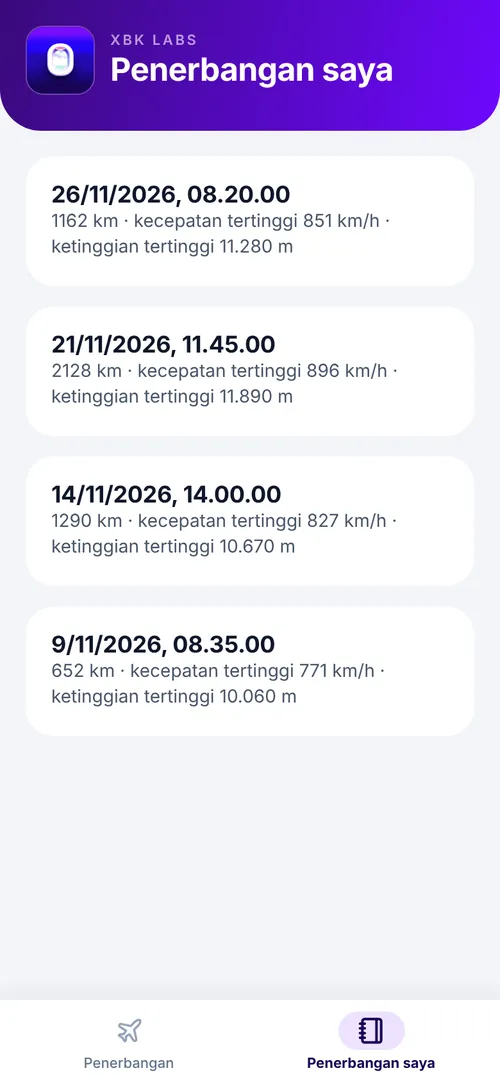 XBK LABS
Penerbangan saya
26/11/2026, 08.20.00
1162 km · kecepatan tertinggi 851 km/h ·
ketinggian tertinggi 11.280 m
21/11/2026, 11.45.00
2128 km · kecepatan tertinggi 896 km/h ·
ketinggian tertinggi 11.890 m
14/11/2026, 14.00.00
1290 km · kecepatan tertinggi 827 km/h ·
ketinggian tertinggi 10.670 m
9/11/2026, 08.35.00
652 km · kecepatan tertinggi 771 km/h ·
ketinggian tertinggi 10.060 m
Penerbangan
Penerbangan saya